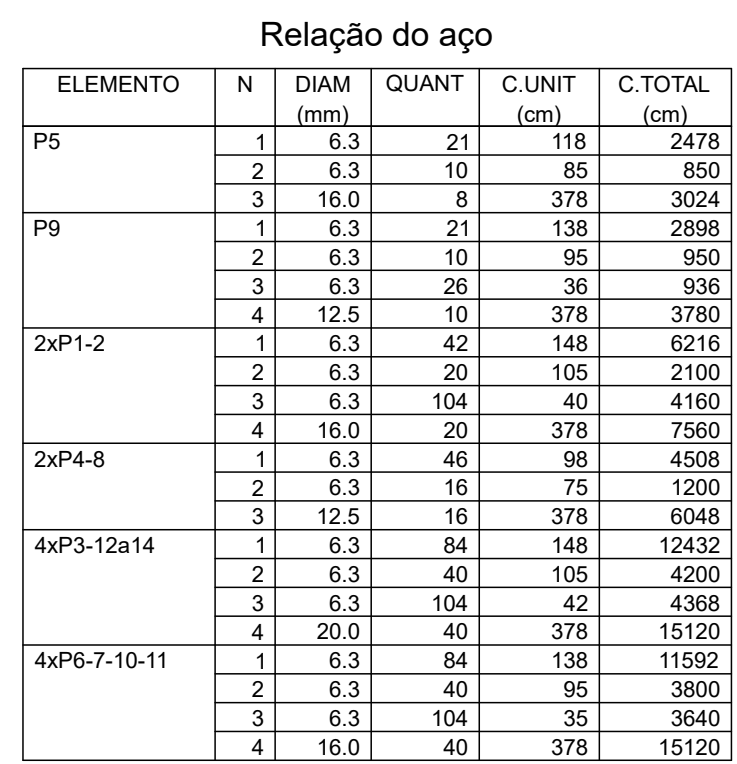 Relação do aço
ELEMENTO N DIAM QUANT C.UNIT C.TOTAL
(mm) (cm) (cm)
P5 1 6.3 21 118 2478
2 6.3 10 85 850
3 16.0 8 378 3024
P9 1 6.3 21 138 2898
2 6.3 10 95 950
3 6.3 26 36 936
4 12.5 10 378 3780
2xP1-2 1 6.3 42 148 6216
2 6.3 20 105 2100
3 6.3 104 40 4160
4 16.0 20 378 7560
2xP4-8 1 6.3 46 98 4508
2 6.3 16 75 1200
3 12.5 16 378 6048
4xP3-12a14 1 6.3 84 148 12432
2 6.3 40 105 4200
3 6.3 104 42 4368
4 20.0 40 378 15120
4xP6-7-10-11 1 6.3 84 138 11592
2 6.3 40 95 3800
3 6.3 104 35 3640
4 16.0 40 378 15120